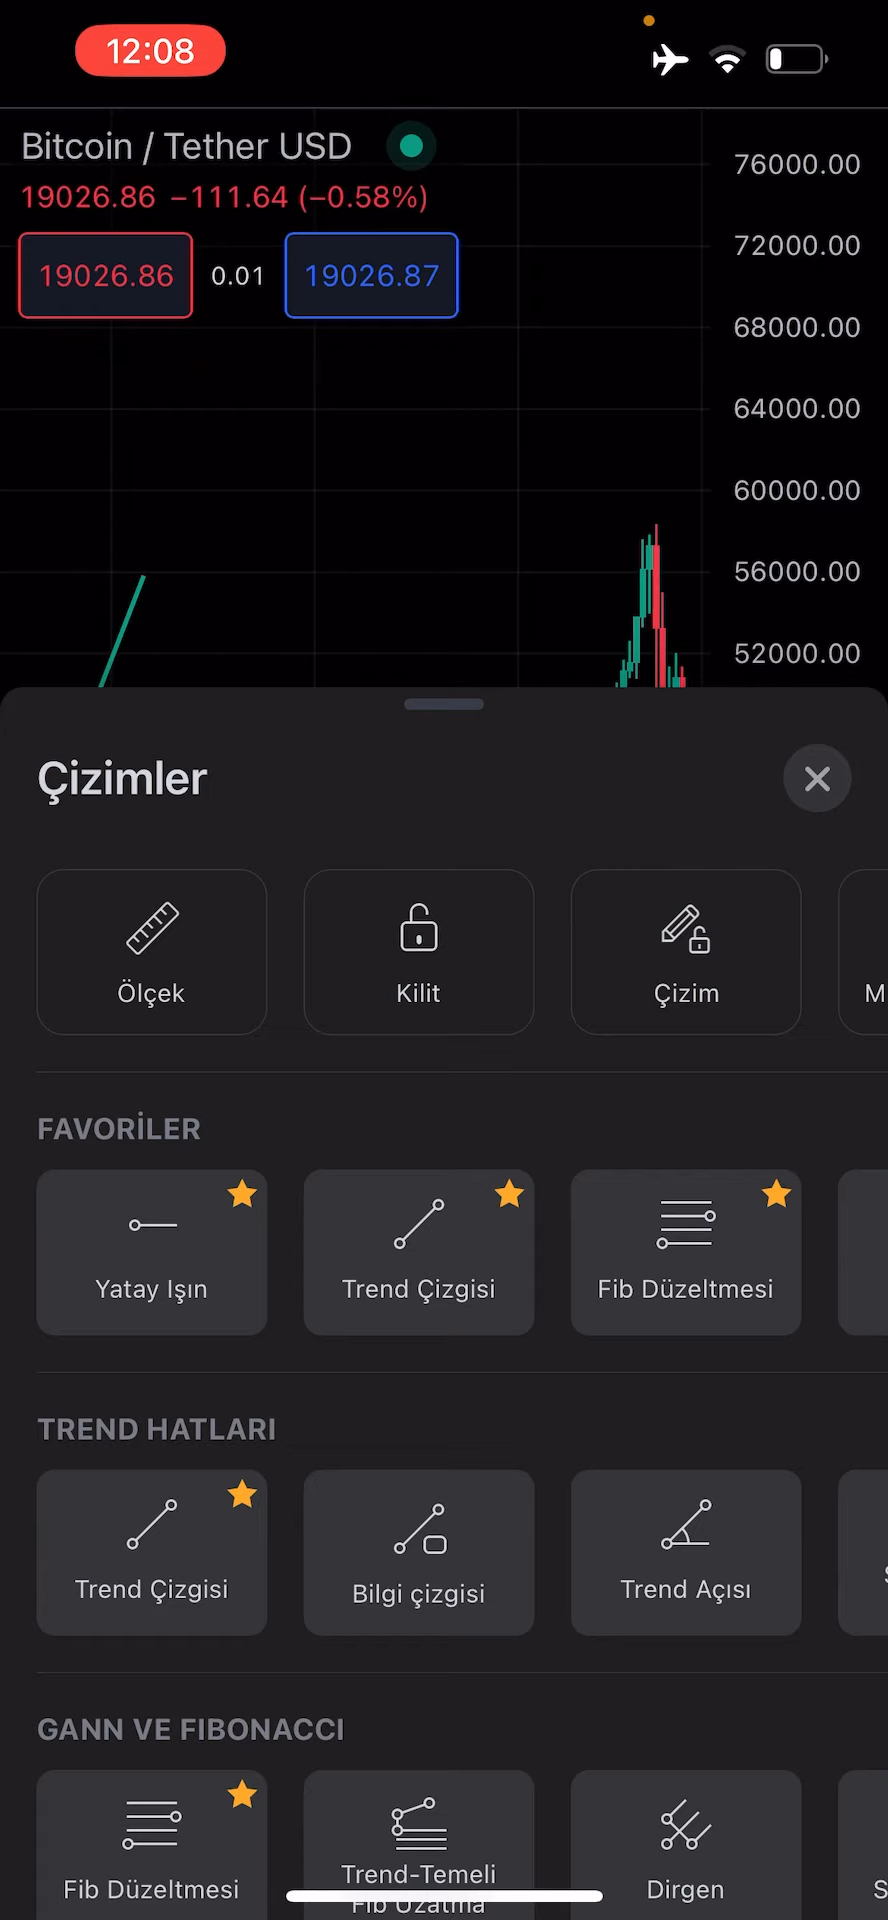 12:08
Bitcoin / Tether USD
19026.86 −111.64 (−0.58%)
19026.86 0.01 19026.87
76000.00
72000.00
68000.00
64000.00
60000.00
56000.00
52000.00
Çizimler
Ölçek Kilit Çizim M
FAVORİLER
Yatay Işın Trend Çizgisi Fib Düzeltmesi
TREND HATLARI
Trend Çizgisi Bilgi çizgisi Trend Açısı
GANN VE FIBONACCI
Fib Düzeltmesi Trend-Temeli Dirgen S
Fib Uzatma